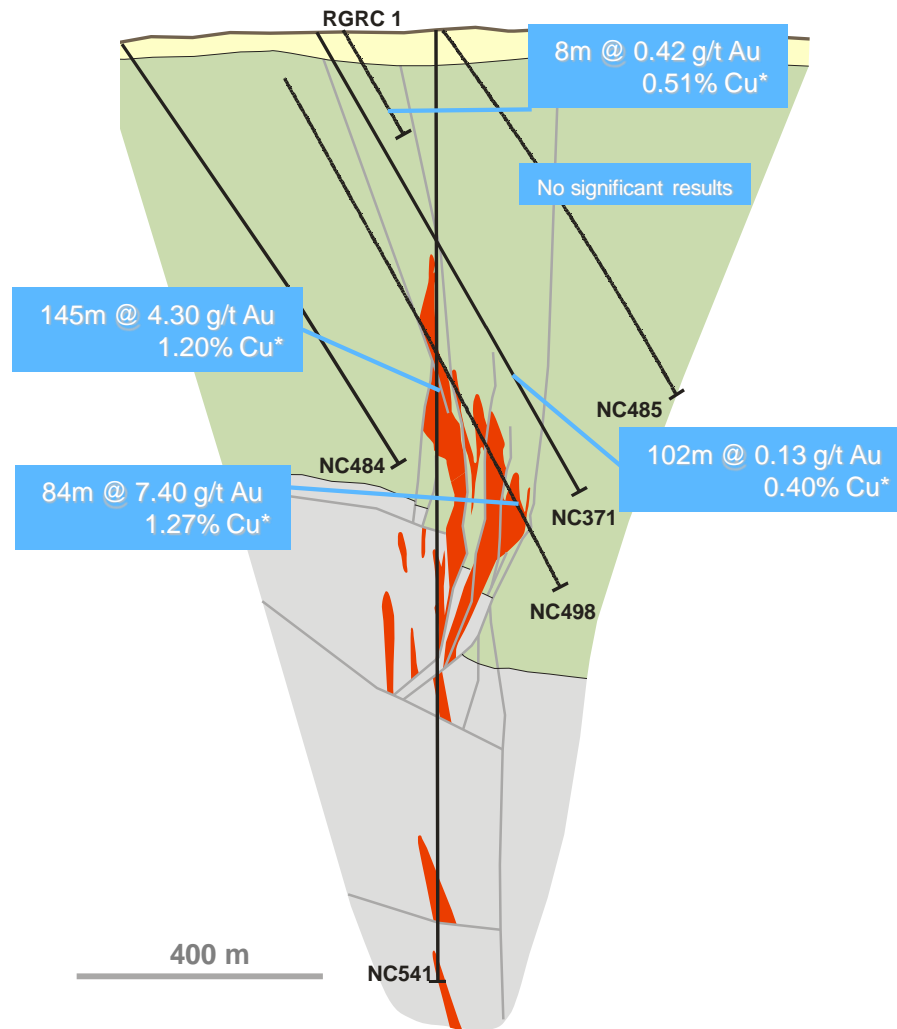 RGRC 1
8m @ 0.42 g/t Au
0.51% Cu*
No significant results
145m @ 4.30 g/t Au
1.20% Cu*
NC485
102m @ 0.13 g/t Au
0.40% Cu*
NC484
84m @ 7.40 g/t Au
1.27% Cu*
NC371
NC498
400 m
NC541